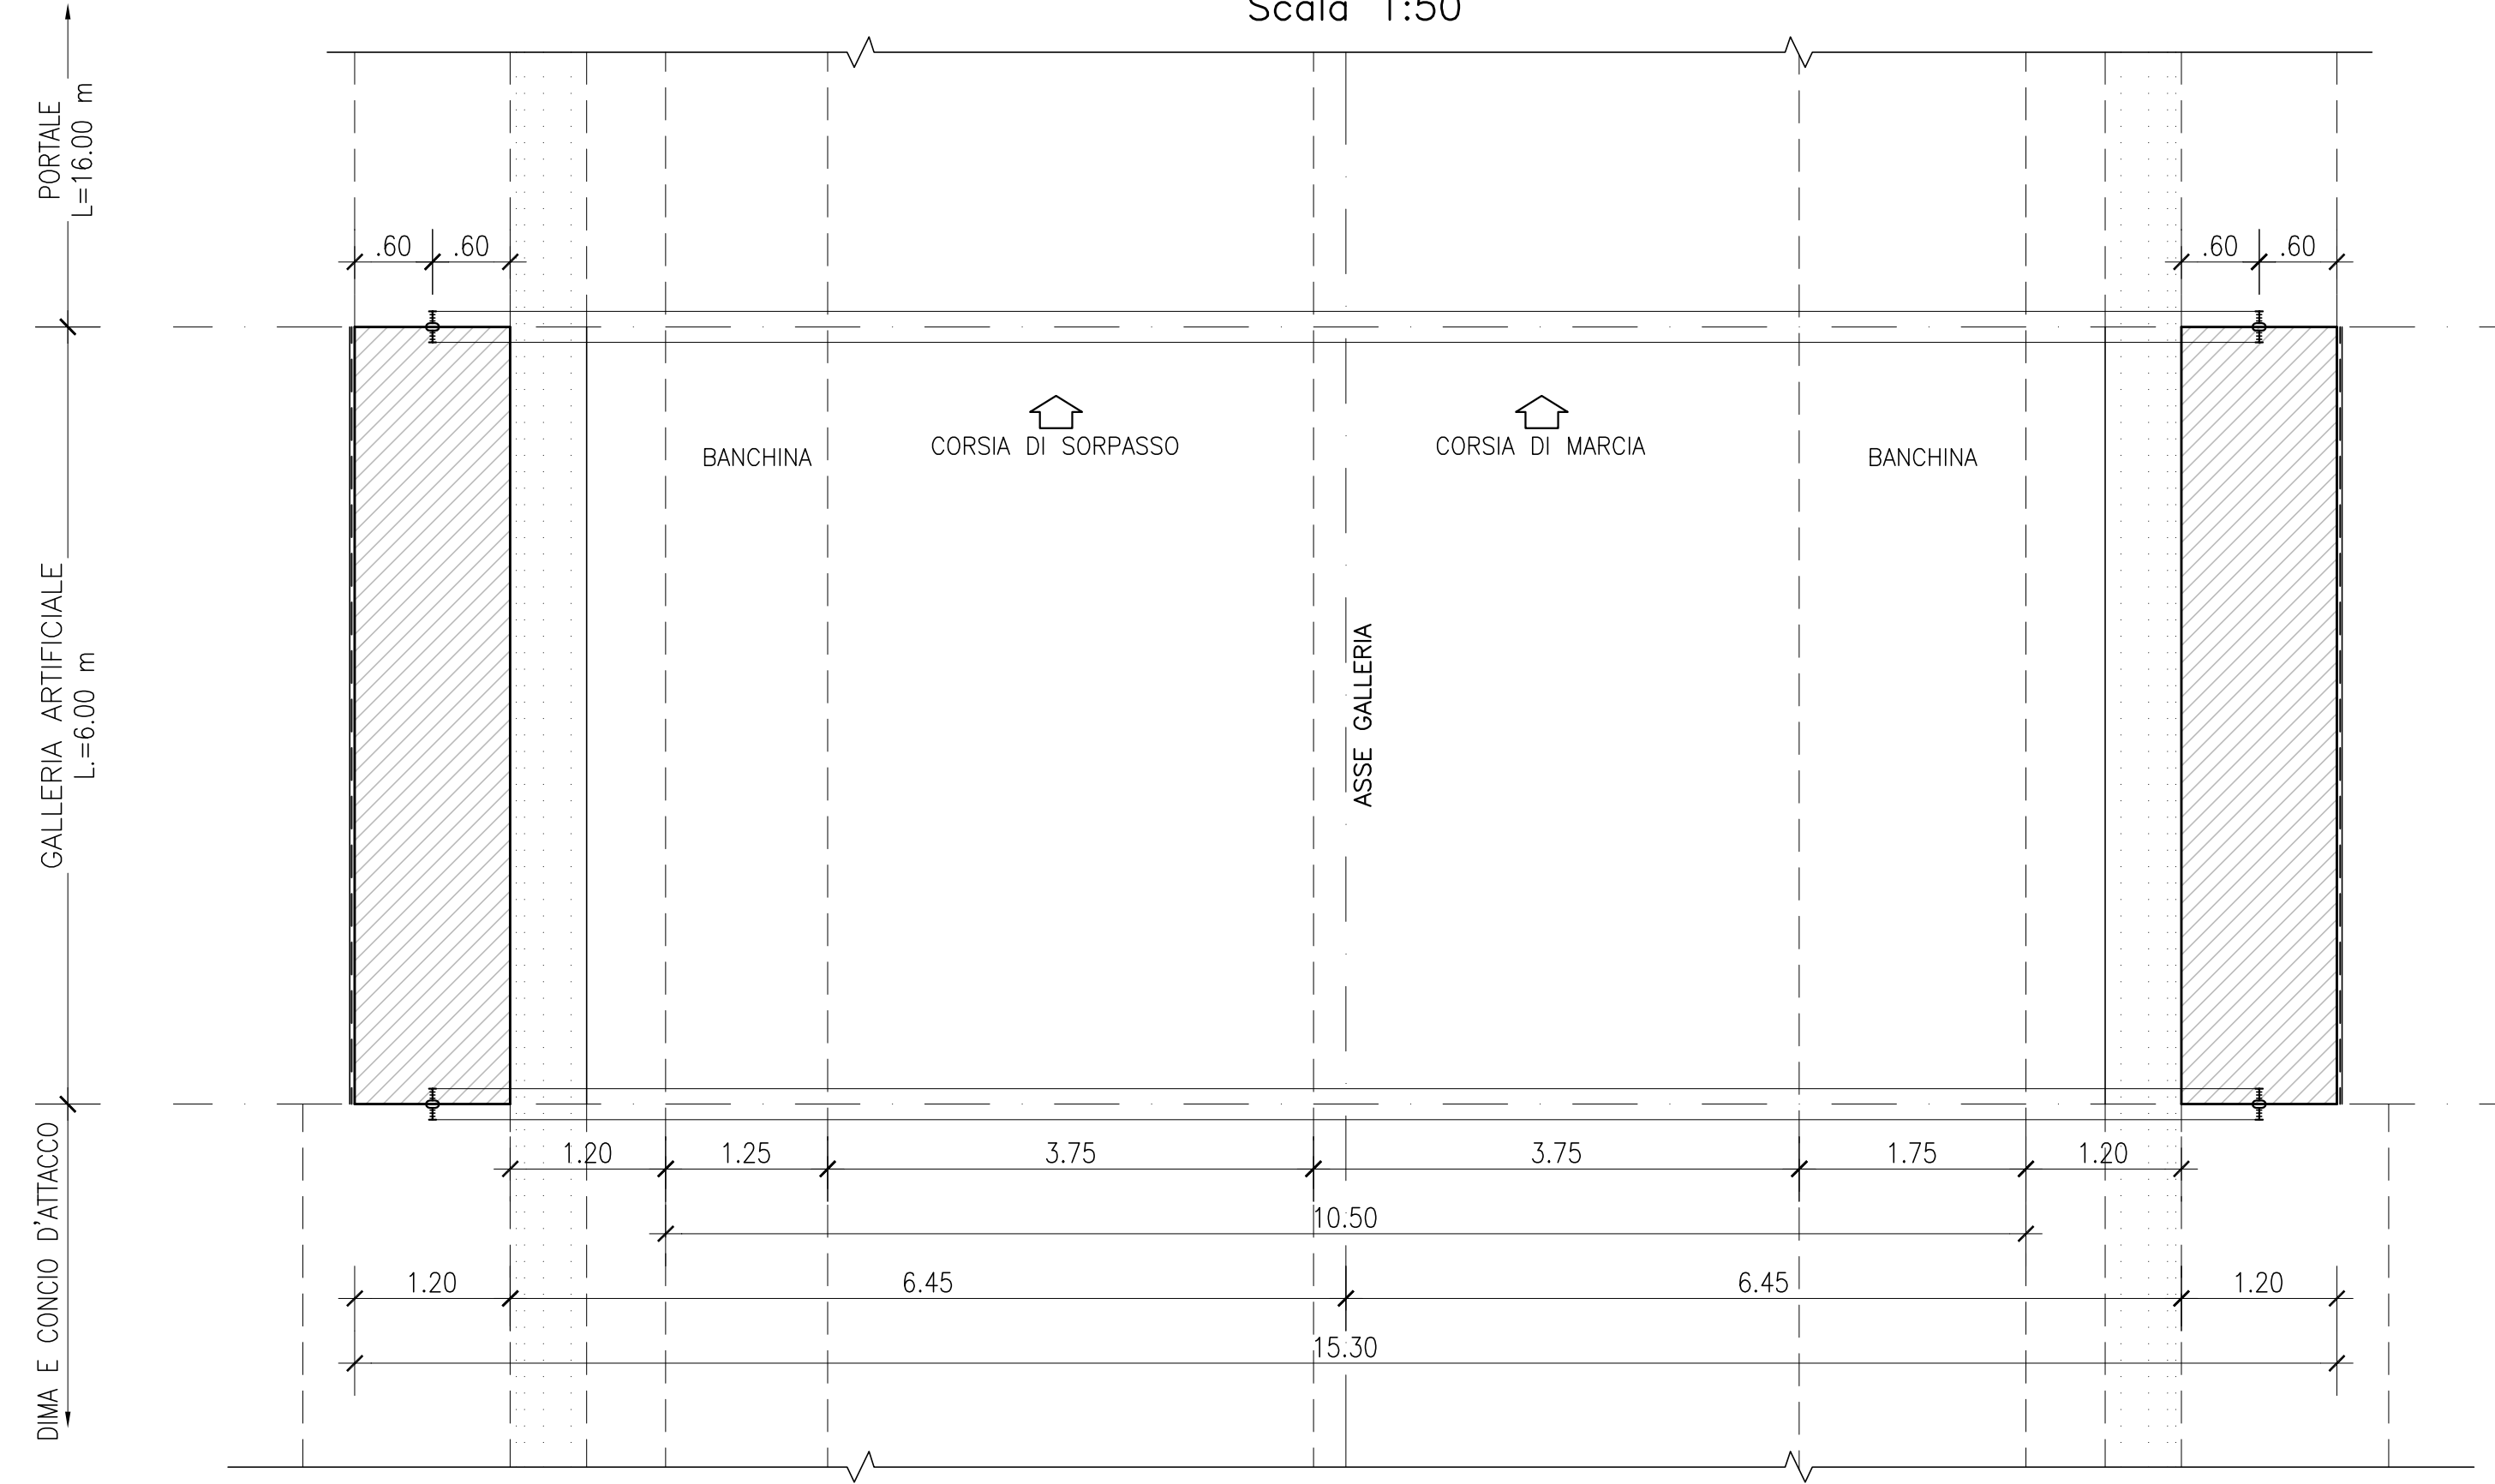 Scala 1:50
PORTALE
L=16.00 m
.60 .60 .60 .60
CORSIA DI SORPASSO CORSIA DI MARCIA
BANCHINA BANCHINA
GALLERIA ARTIFICIALE
L.=6.00 m
ASSE GALLERIA
DIMA E CONCIO D'ATTACCO
1.20 1.25 3.75 3.75 1.75 1.20
10.50
1.20 6.45 6.45 1.20
15.30